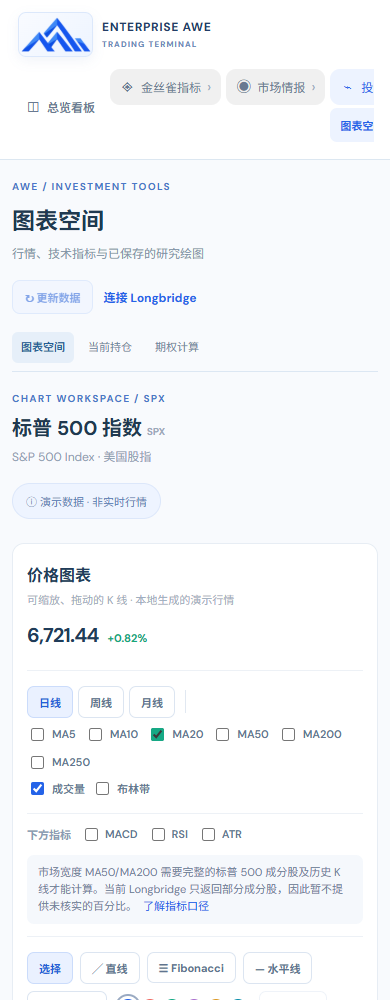 ENTERPRISE AWE
TRADING TERMINAL
总览看板
金丝雀指标 ›
市场情报 ›
投
图表空
AWE / INVESTMENT TOOLS
图表空间
行情、技术指标与已保存的研究绘图
↻ 更新数据
连接 Longbridge
图表空间
当前持仓
期权计算
CHART WORKSPACE / SPX
标普 500 指数 SPX
S&P 500 Index · 美国股指
ⓘ 演示数据 · 非实时行情
价格图表
可缩放、拖动的 K 线 · 本地生成的演示行情
6,721.44 +0.82%
日线 周线 月线
MA5 MA10 MA20 MA50 MA200
MA250
成交量 布林带
下方指标 MACD RSI ATR
市场宽度 MA50/MA200 需要完整的标普 500 成分股及历史 K
线才能计算。当前 Longbridge 只返回部分成分股，因此暂不提
供未核实的百分比。 了解指标口径
选择 ／ 直线 ☰ Fibonacci — 水平线